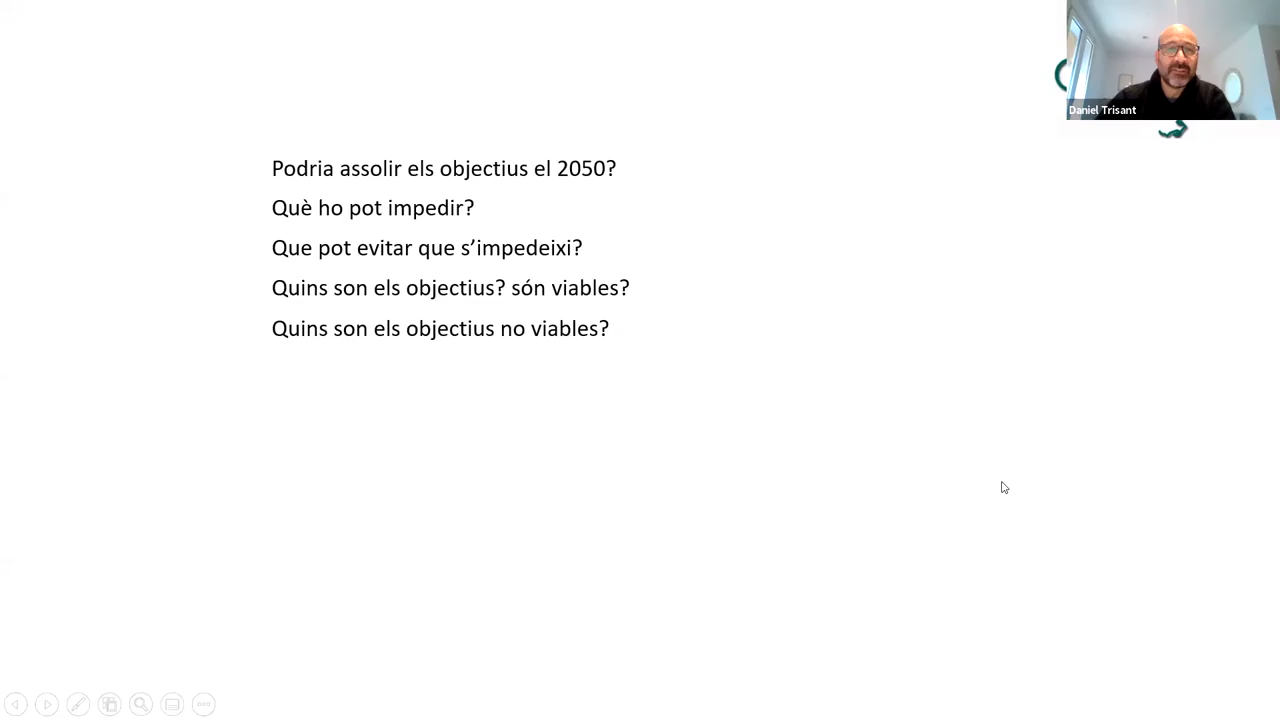 Daniel Trisant
Podria assolir els objectius el 2050?
Què ho pot impedir?
Que pot evitar que s’impedeixi?
Quins son els objectius? són viables?
Quins son els objectius no viables?